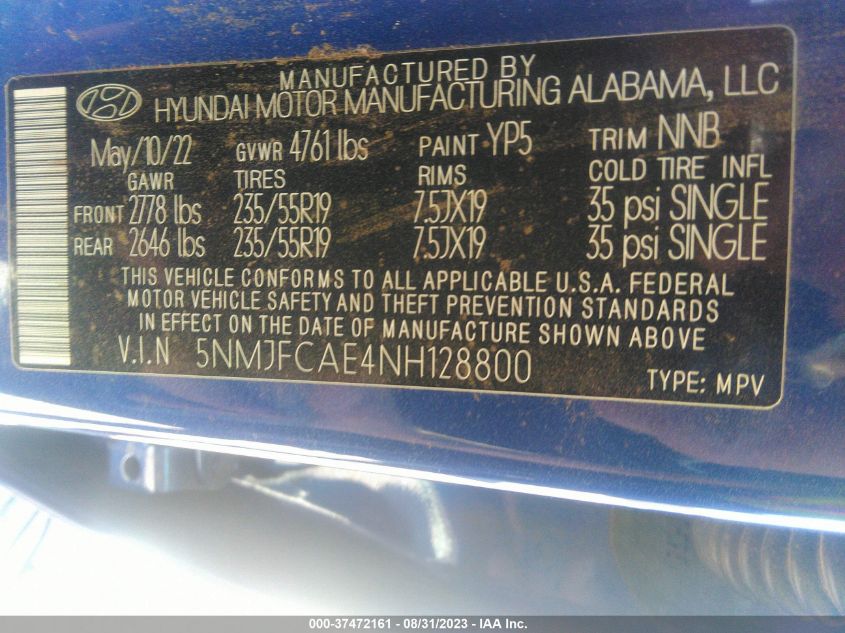 MANUFACTURED BY
HYUNDAI MOTOR MANUFACTURING ALABAMA, LLC
May/10/22 GVWR 4761 lbs PAINT YP5 TRIM NNB
GAWR TIRES RIMS COLD TIRE INFL
FRONT 2778 lbs 235/55R19 7.5JX19 35 psi SINGLE
REAR 2646 lbs 235/55R19 7.5JX19 35 psi SINGLE
THIS VEHICLE CONFORMS TO ALL APPLICABLE U.S.A. FEDERAL
MOTOR VEHICLE SAFETY AND THEFT PREVENTION STANDARDS
IN EFFECT ON THE DATE OF MANUFACTURE SHOWN ABOVE
V.I.N 5NMJFCAE4NH128800
TYPE: MPV
000-37472161 - 08/31/2023 - © IAA Inc.